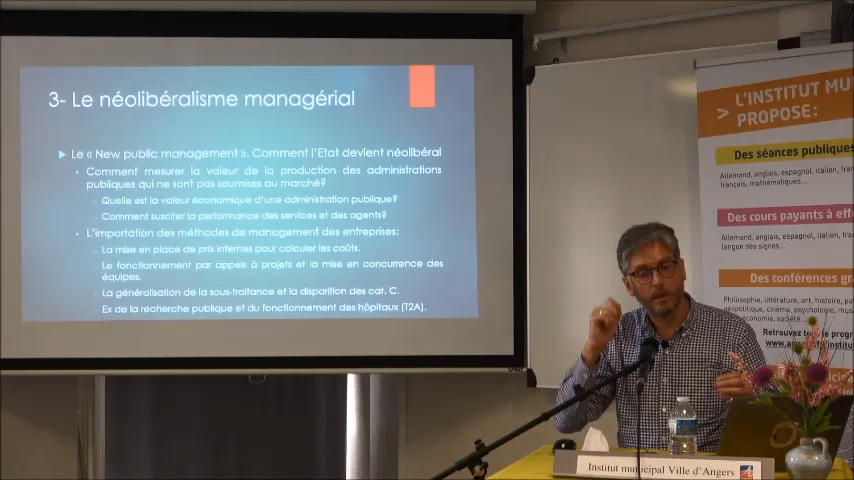 3- Le néolibéralisme managérial
Le « New public management ». Comment l'Etat devient néolibéral
Comment mesurer la valeur de la production des administrations
publiques qui ne sont pas soumises au marché?
Quelle est la valeur économique d'une administration publique?
Comment susciter la performance des services et des agents?
L'importation des méthodes de management des entreprises:
La mise en place de prix internes pour calculer les coûts.
Le fonctionnement par appels à projets et la mise en concurrence des
équipes.
La généralisation de la sous-traitance et la disparition des cat. C.
Ex de la recherche publique et du fonctionnement des hôpitaux (T2A).
> L'INSTITUT MU
PROPOSE :
Des séances publiques
Allemand, anglais, espagnol, italien, fran
français, mathématiques...
Des cours payants à effe
Allemand, anglais, espagnol, italien, fra
langue des signes...
Des conférences gra
Philosophie, littérature, art, histoire, pa
géopolitique, cinéma, psychologie, mus
économie, société...
Retrouvez to le progr
Institut municipal Ville d'Angers